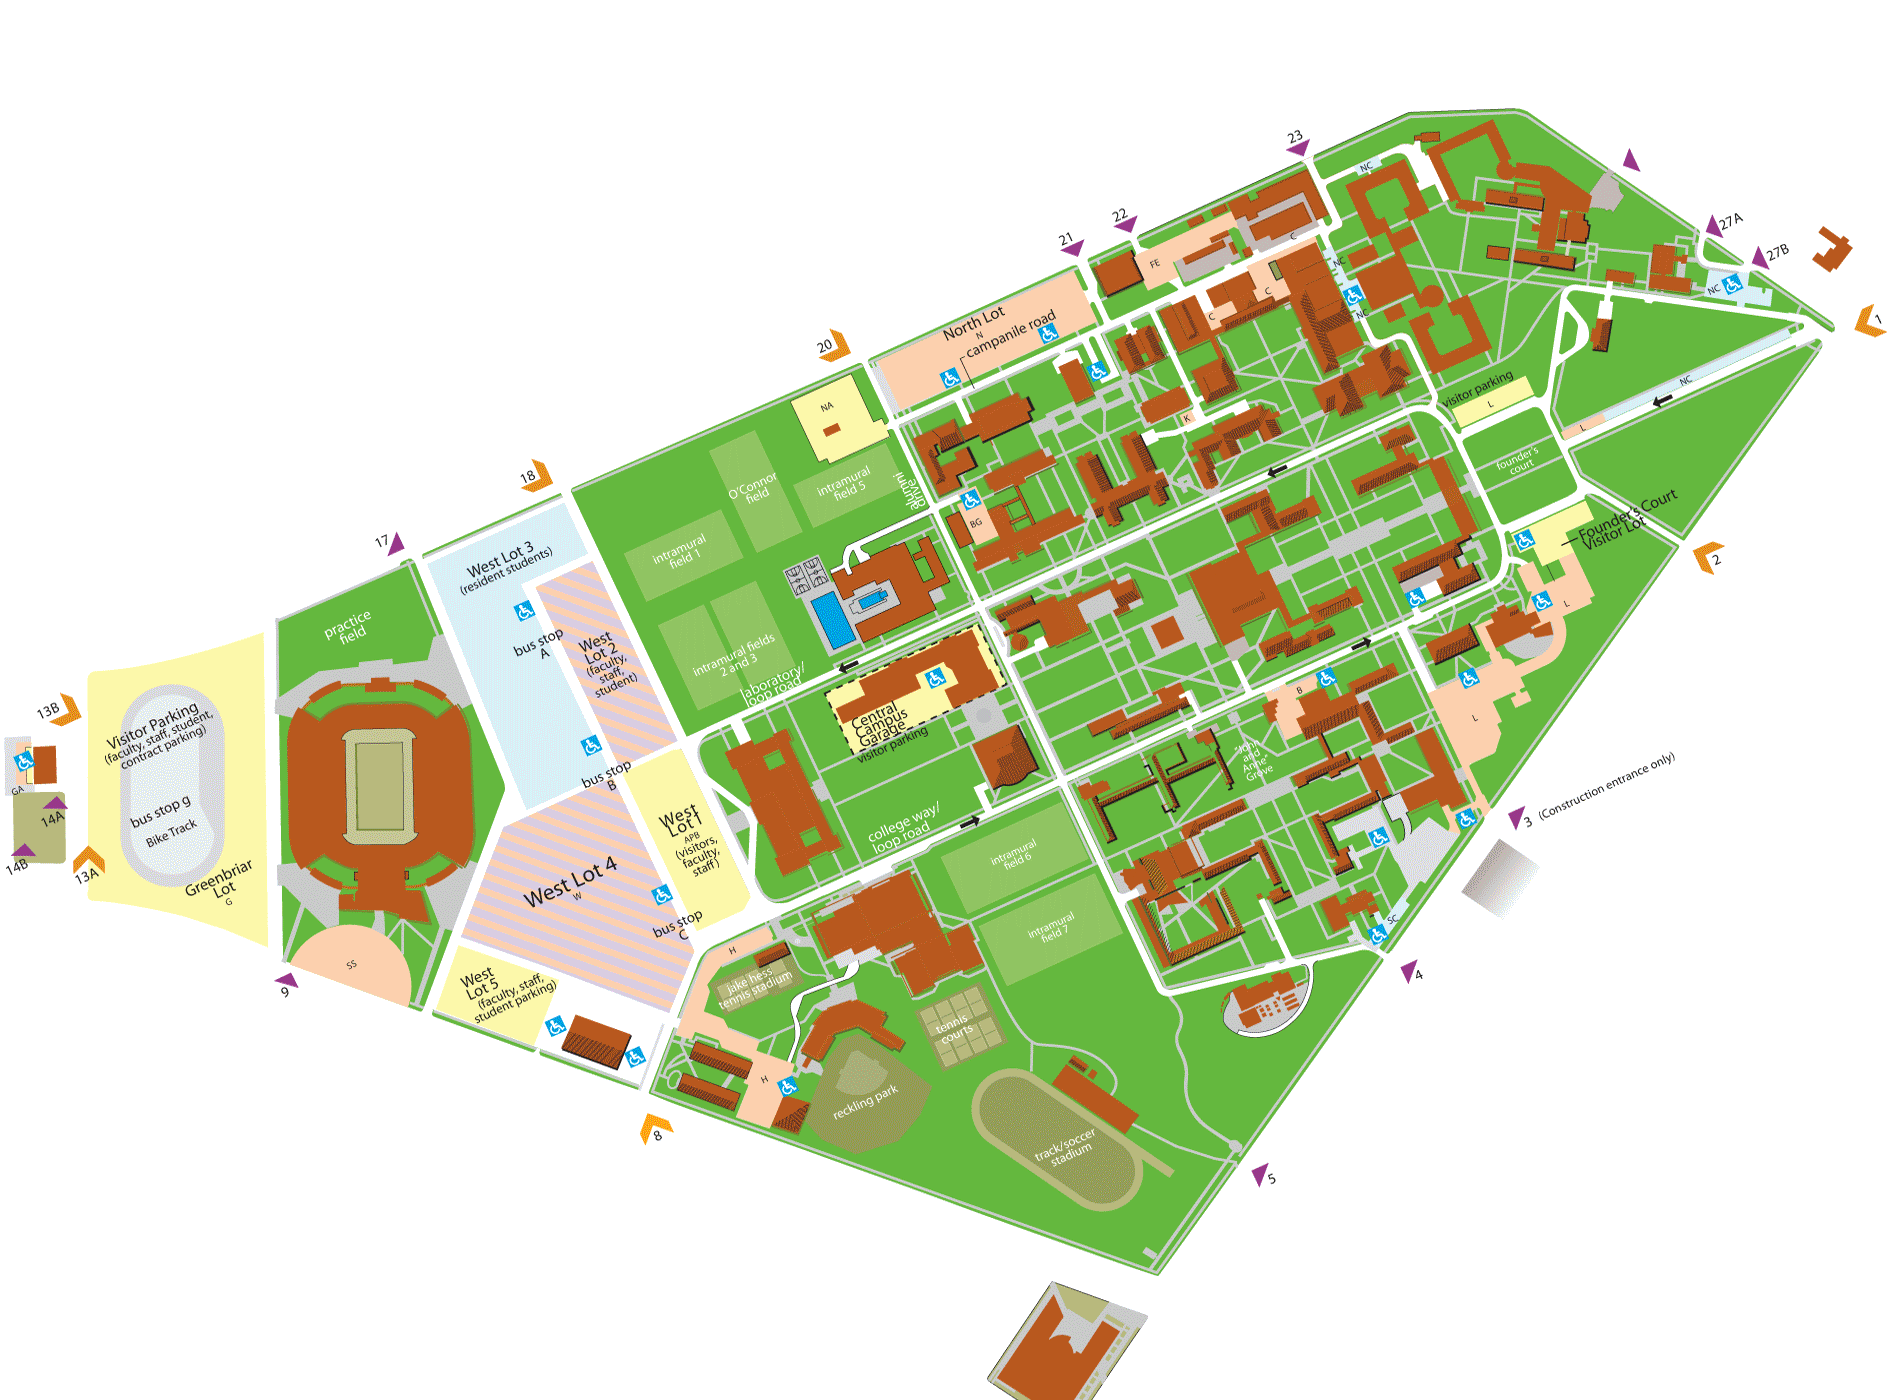 23
NC
27A
22
27B
21
C
FE
NC
NC
C
NC
1
North Lot
N
campanile road
C
20
NC
visitor parking
L
NA
K
L
founder's
court
18
O'Connor
field
intramural
field 5
alumni
drive
BG
Founder's Court
Visitor Lot
17
West Lot 3
(resident students)
intramural
field 1
2
L
practice
field
bus stop
A
West
Lot 2
(faculty,
staff,
student)
intramural fields
2 and 3
laboratory/
loop road
B
13B
Visitor Parking
(faculty, staff, student,
contract parking)
Central
Campus
Garage
visitor parking
L
John
and
Anne
Grove
bus stop
B
GA
14A
bus stop g
Bike Track
West
Lot 1
APB
(visitors,
faculty,
staff)
college way/
loop road
3 (Construction entrance only)
14B
13A
Greenbriar
Lot
G
West Lot 4
W
intramural
field 6
bus stop
C
intramural
field 7
SC
H
SS
9
West
Lot 5
(faculty, staff,
student parking)
jake hess
tennis stadium
4
tennis
courts
H
reckling park
8
track/soccer
stadium
5